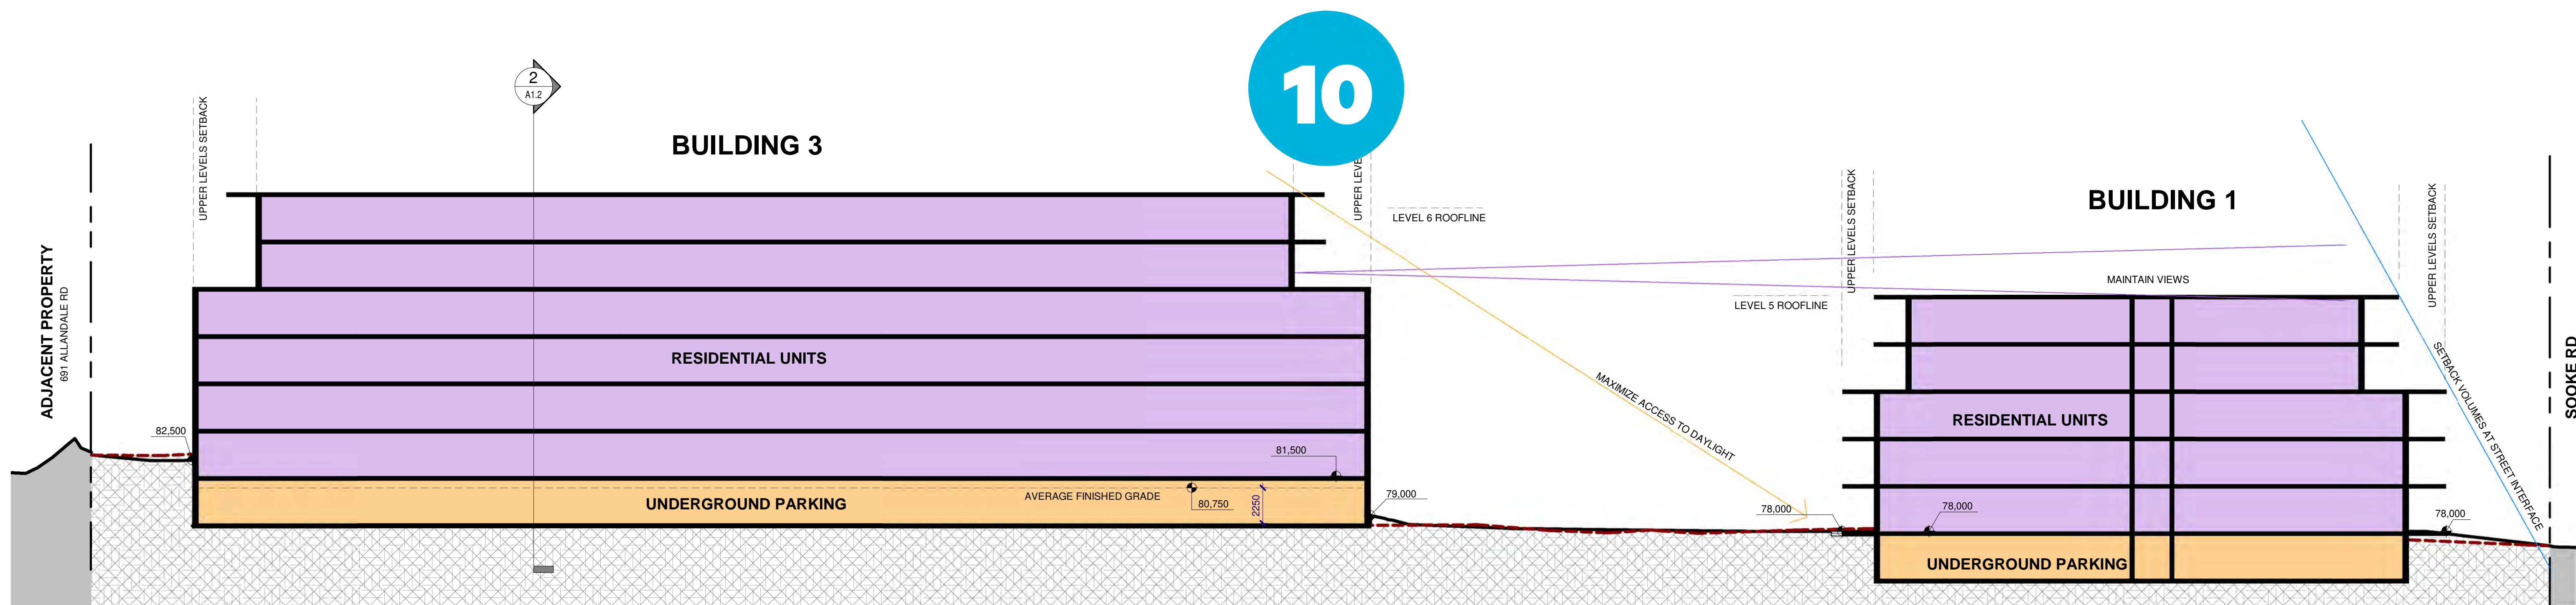 10
2
A1.2
BUILDING 3
BUILDING 1
UPPER LEVELS SETBACK
UPPER LEVE
UPPER LEVELS SETBACK
UPPER LEVELS SETBACK
LEVEL 6 ROOFLINE
LEVEL 5 ROOFLINE
MAINTAIN VIEWS
ADJACENT PROPERTY
691 ALLANDALE RD
RESIDENTIAL UNITS
RESIDENTIAL UNITS
MAXIMIZE ACCESS TO DAYLIGHT
SETBACK VOLUMES AT STREET INTERFACE
SOOKE RD
82,500
81,500
AVERAGE FINISHED GRADE
80,750
2250
79,000
78,000
78,000
78,000
UNDERGROUND PARKING
UNDERGROUND PARKING